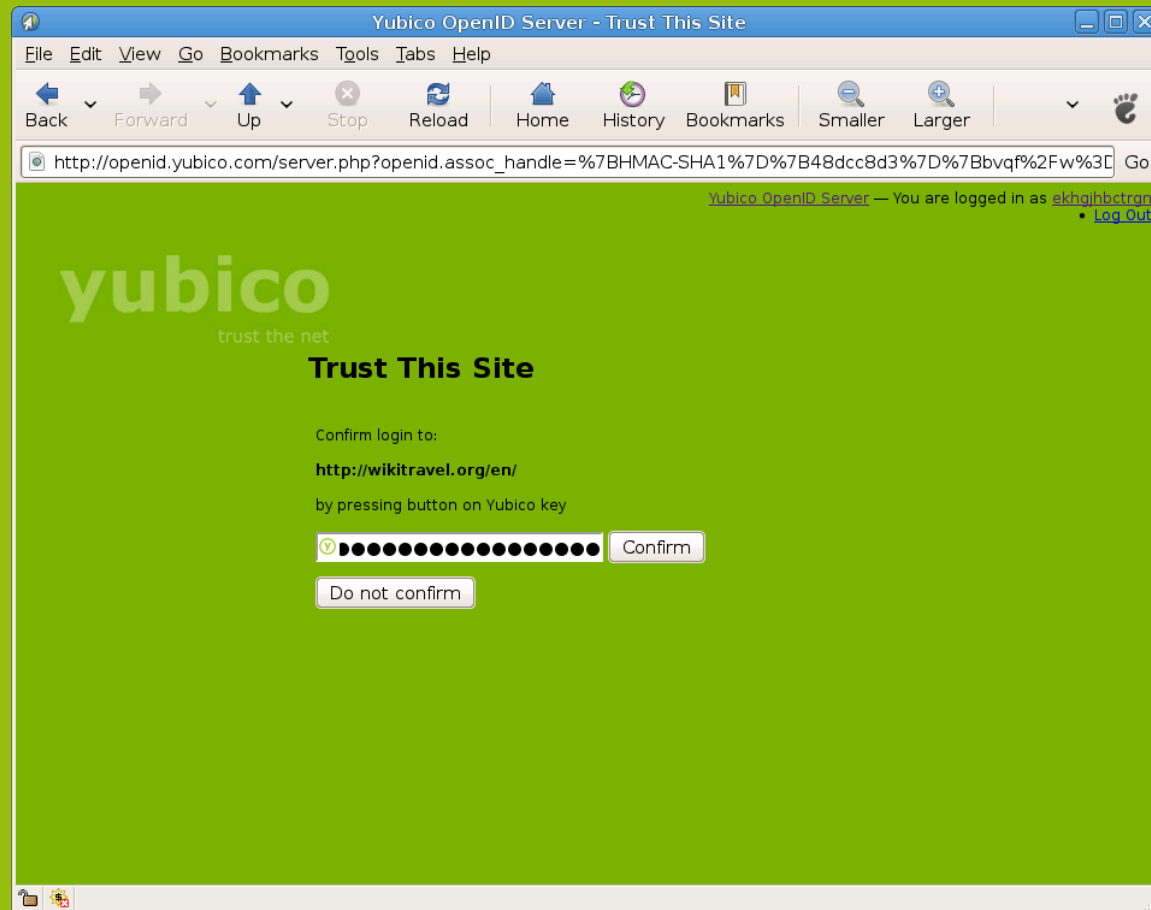 Yubico OpenID Server - Trust This Site
File Edit View Go Bookmarks Tools Tabs Help
Back Forward Up Stop Reload Home History Bookmarks Smaller Larger
http://openid.yubico.com/server.php?openid.assoc_handle=%7BHMAC-SHA1%7D%7B48dcc8d3%7D%7Bbvqf%2Fw%3D Go
Yubico OpenID Server — You are logged in as ekhgjhbctrgn
• Log Out
yubico
trust the net
Trust This Site
Confirm login to:
http://wikitravel.org/en/
by pressing button on Yubico key
Confirm
Do not confirm